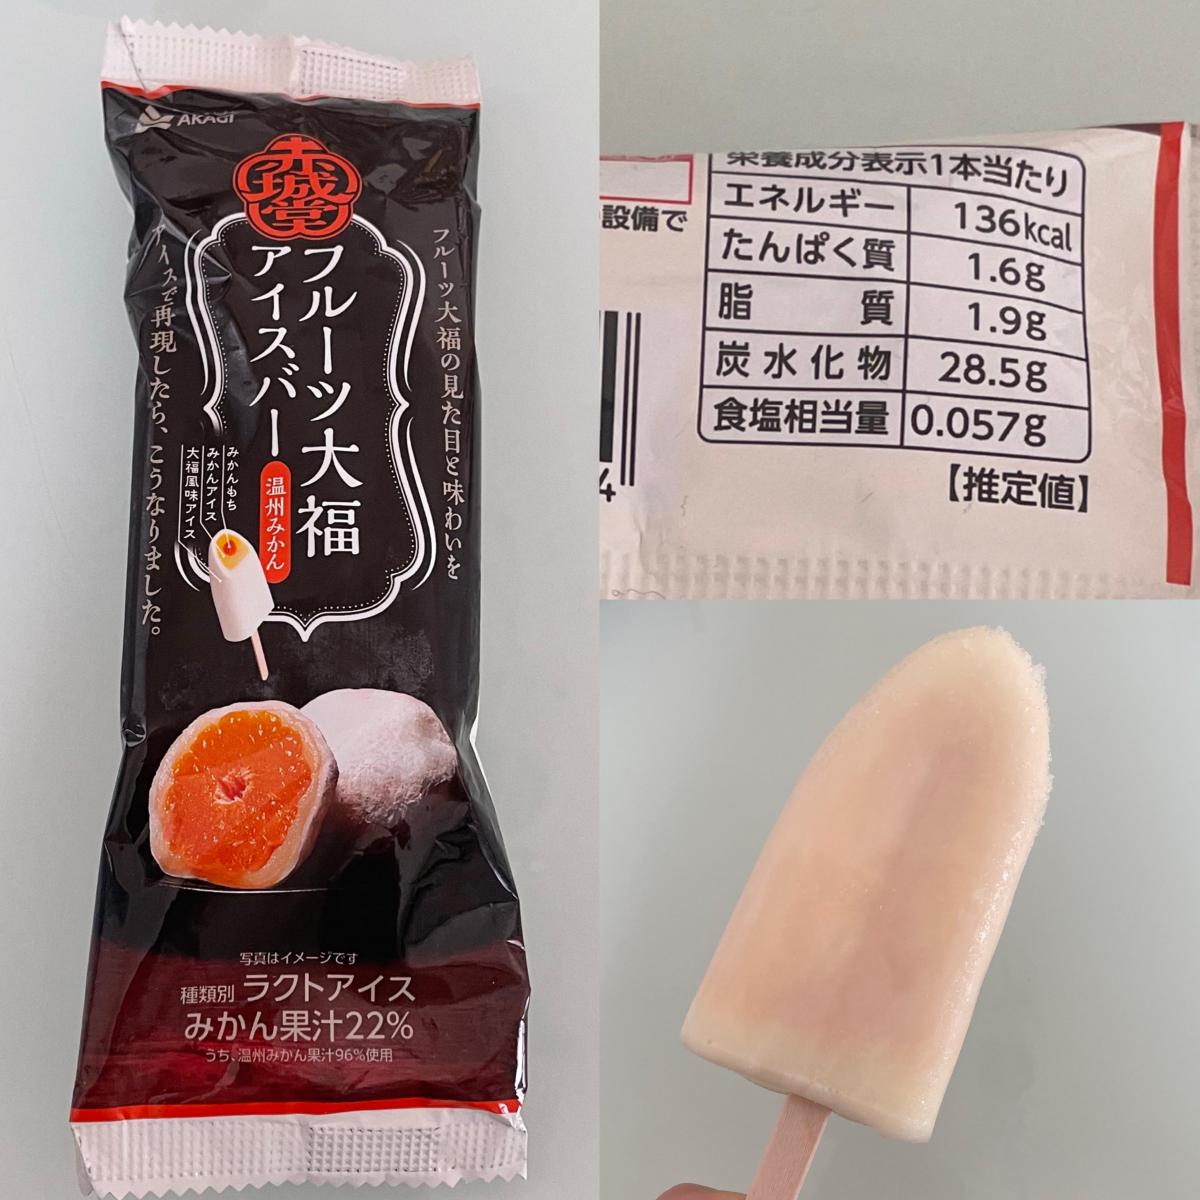 AKAGI
赤城堂
フルーツ大福の見た目と味わいを
アイスで再現したら、こうなりました。
フルーツ大福
アイスバー
温州みかん
みかんもち
みかんアイス
大福風味アイス
写真はイメージです
種類別 ラクトアイス
みかん果汁22%
うち、温州みかん果汁96%使用
設備で
4
栄養成分表示1本当たり
エネルギー 136kcal
たんぱく質 1.6g
脂質 1.9g
炭水化物 28.5g
食塩相当量 0.057g
【推定値】